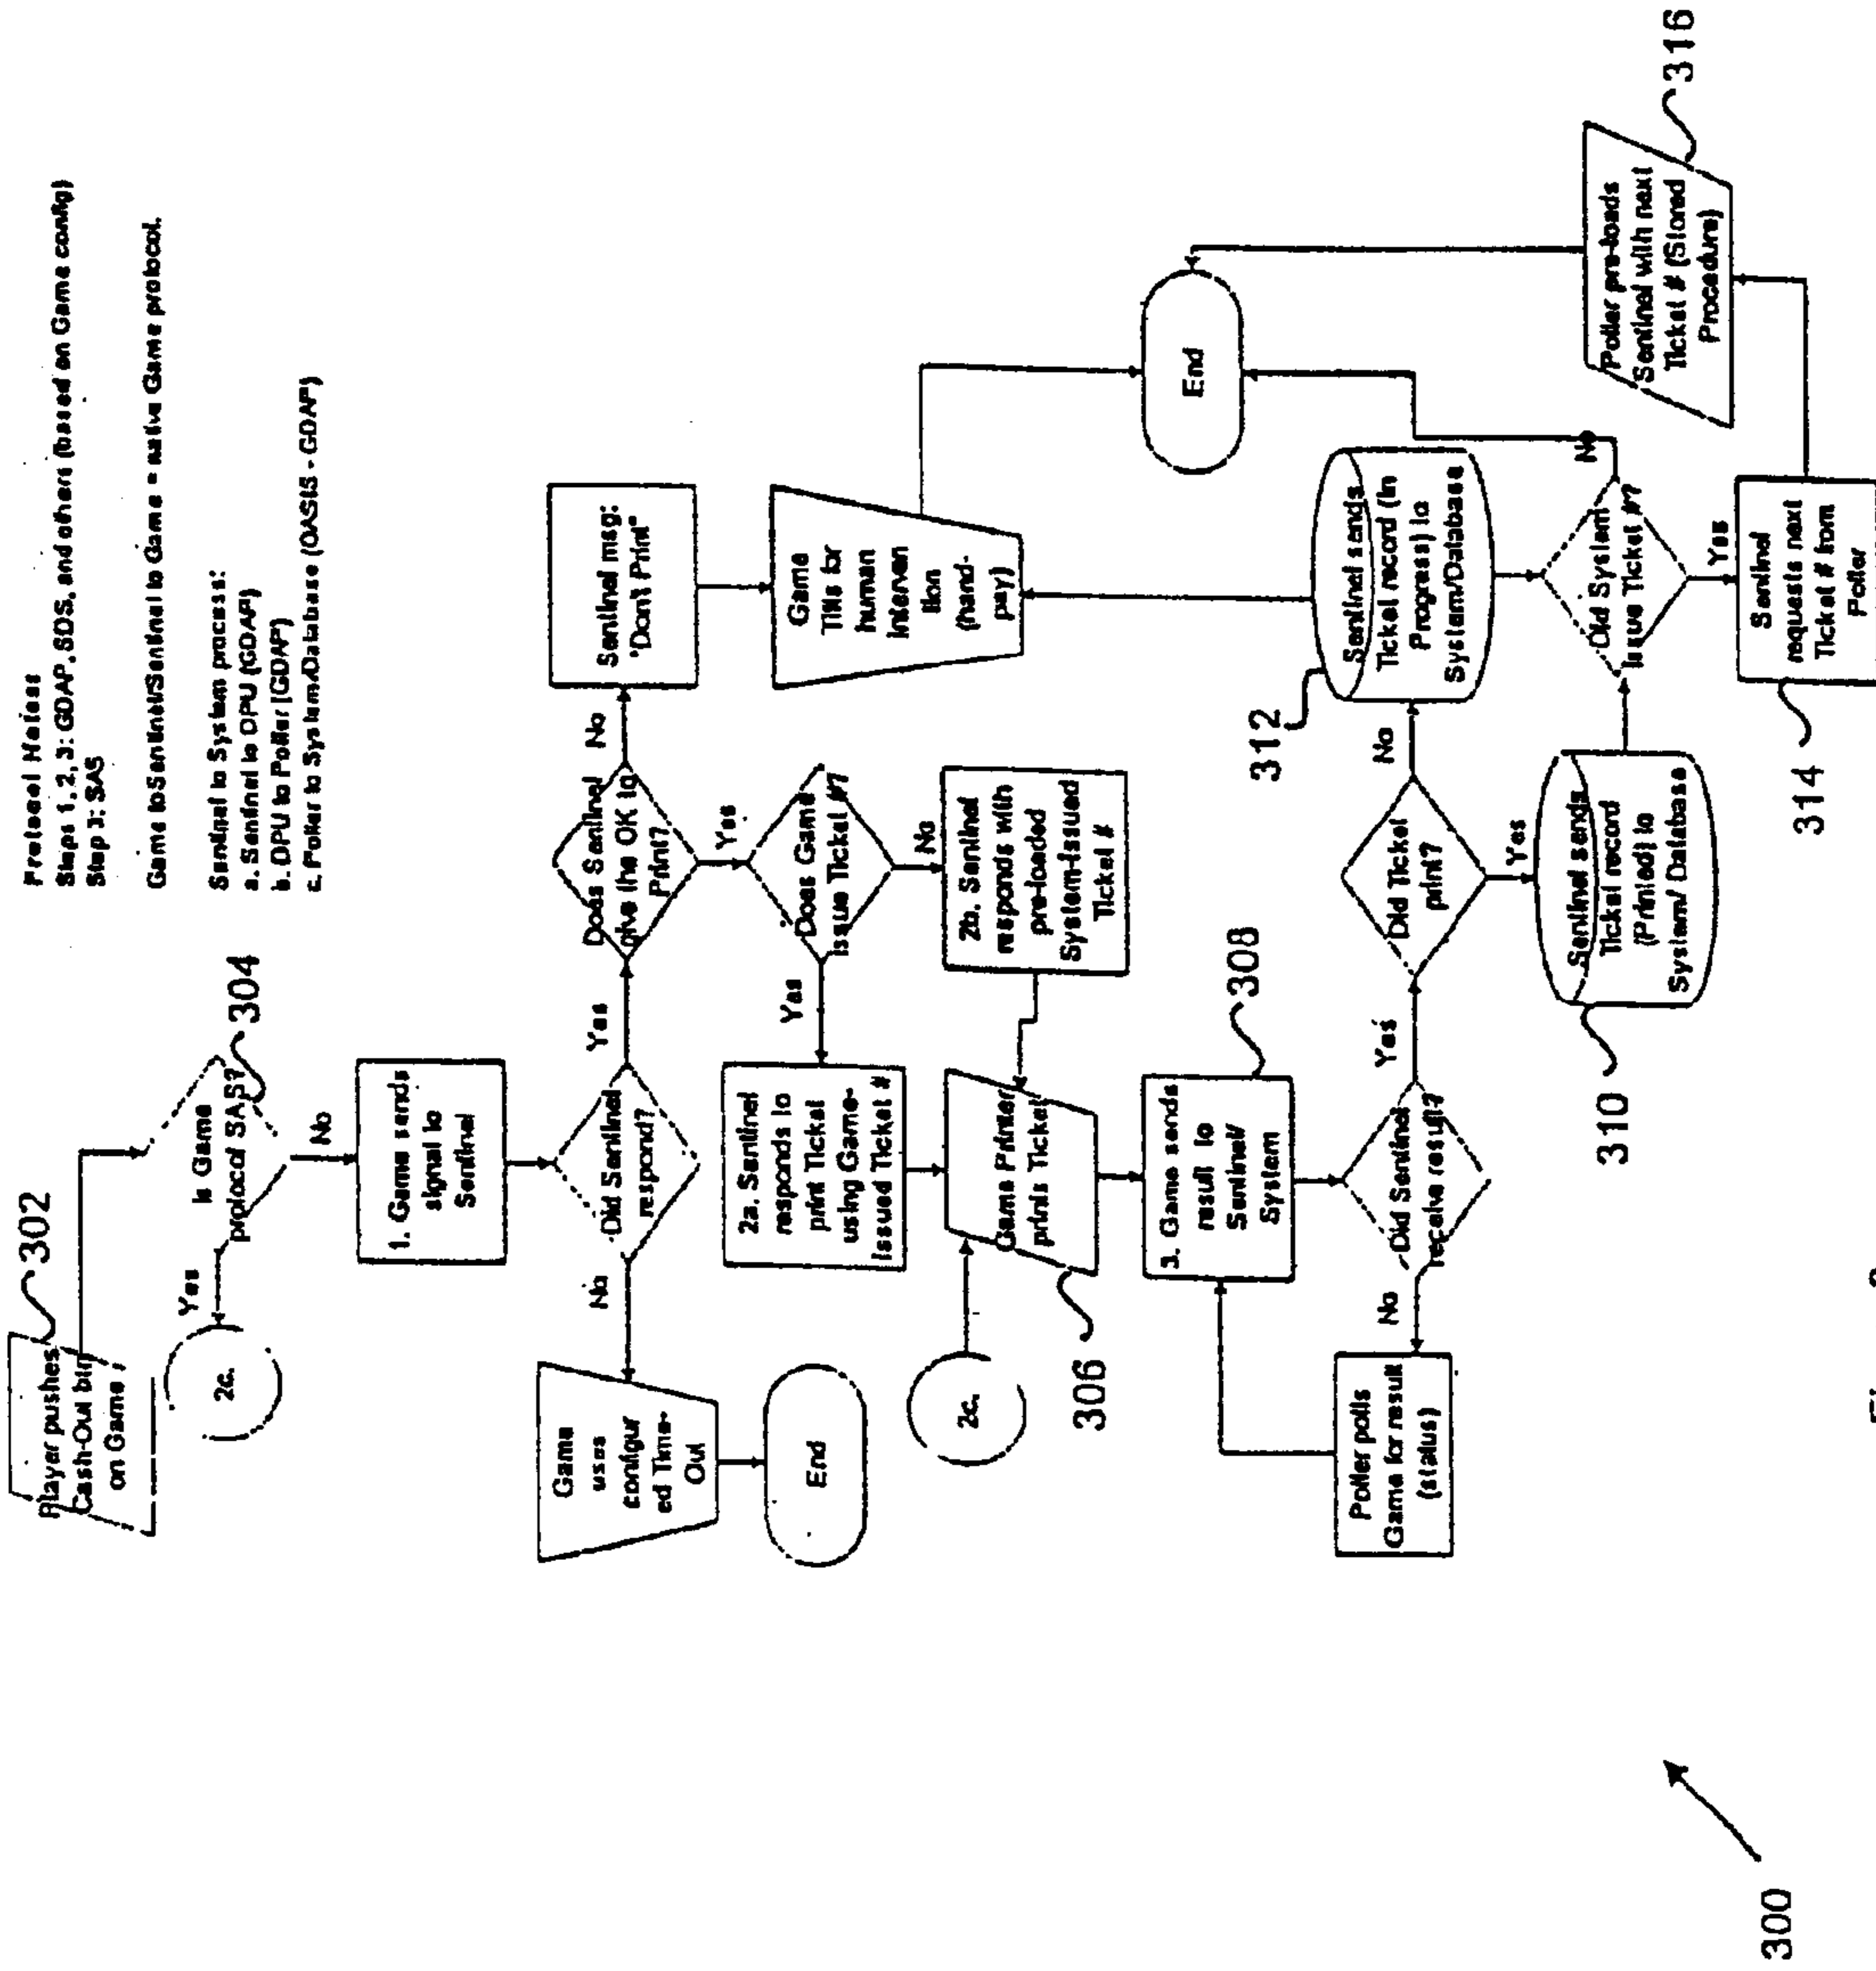 Protocol Notes:
Steps 1, 2, 3: GDAP, SDS, and others (based on Game config)
Step 3: SAS
Game to Sentinel/Sentinel to Game = native Game protocol.
Sentinel to System process:
a. Sentinel to DPU (GDAP)
b. DPU to Poller (GDAP)
c. Poller to System/Database (OASIS - GDAP)
Player pushes
Cash-Out btn
on Game
302
Is Game
protocol SAS?
304
Yes
2c.
No
1. Game sends
signal to
Sentinel
Did Sentinel
respond?
No
Yes
Game
uses
configur
ed Time-
Out
End
Does Sentinel
give the OK to
Print?
No
Yes
Sentinel msg:
"Don't Print"
Game
Tilts for
human
interven
tion
(hand-
pay)
Does Game
issue Ticket #?
Yes
No
2a. Sentinel
responds to
print Ticket
using Game-
issued Ticket #
2b. Sentinel
responds with
pre-loaded
System-issued
Ticket #
2c.
Game Printer
prints Ticket
306
3. Game sends
result to
Sentinel/
System
308
Did Sentinel
receive result?
No
Yes
Poller polls
Game for result
(status)
Did Ticket
print?
No
Yes
Sentinel sends
Ticket record
(Printed) to
System/ Database
310
Sentinel sends
Ticket record (In
Progress) to
System/Database
312
Did System
issue Ticket #?
No
Yes
End
Sentinel
requests next
Ticket # from
Poller
314
Poller pre-loads
Sentinel with next
Ticket # (Stored
Procedure)
316
300